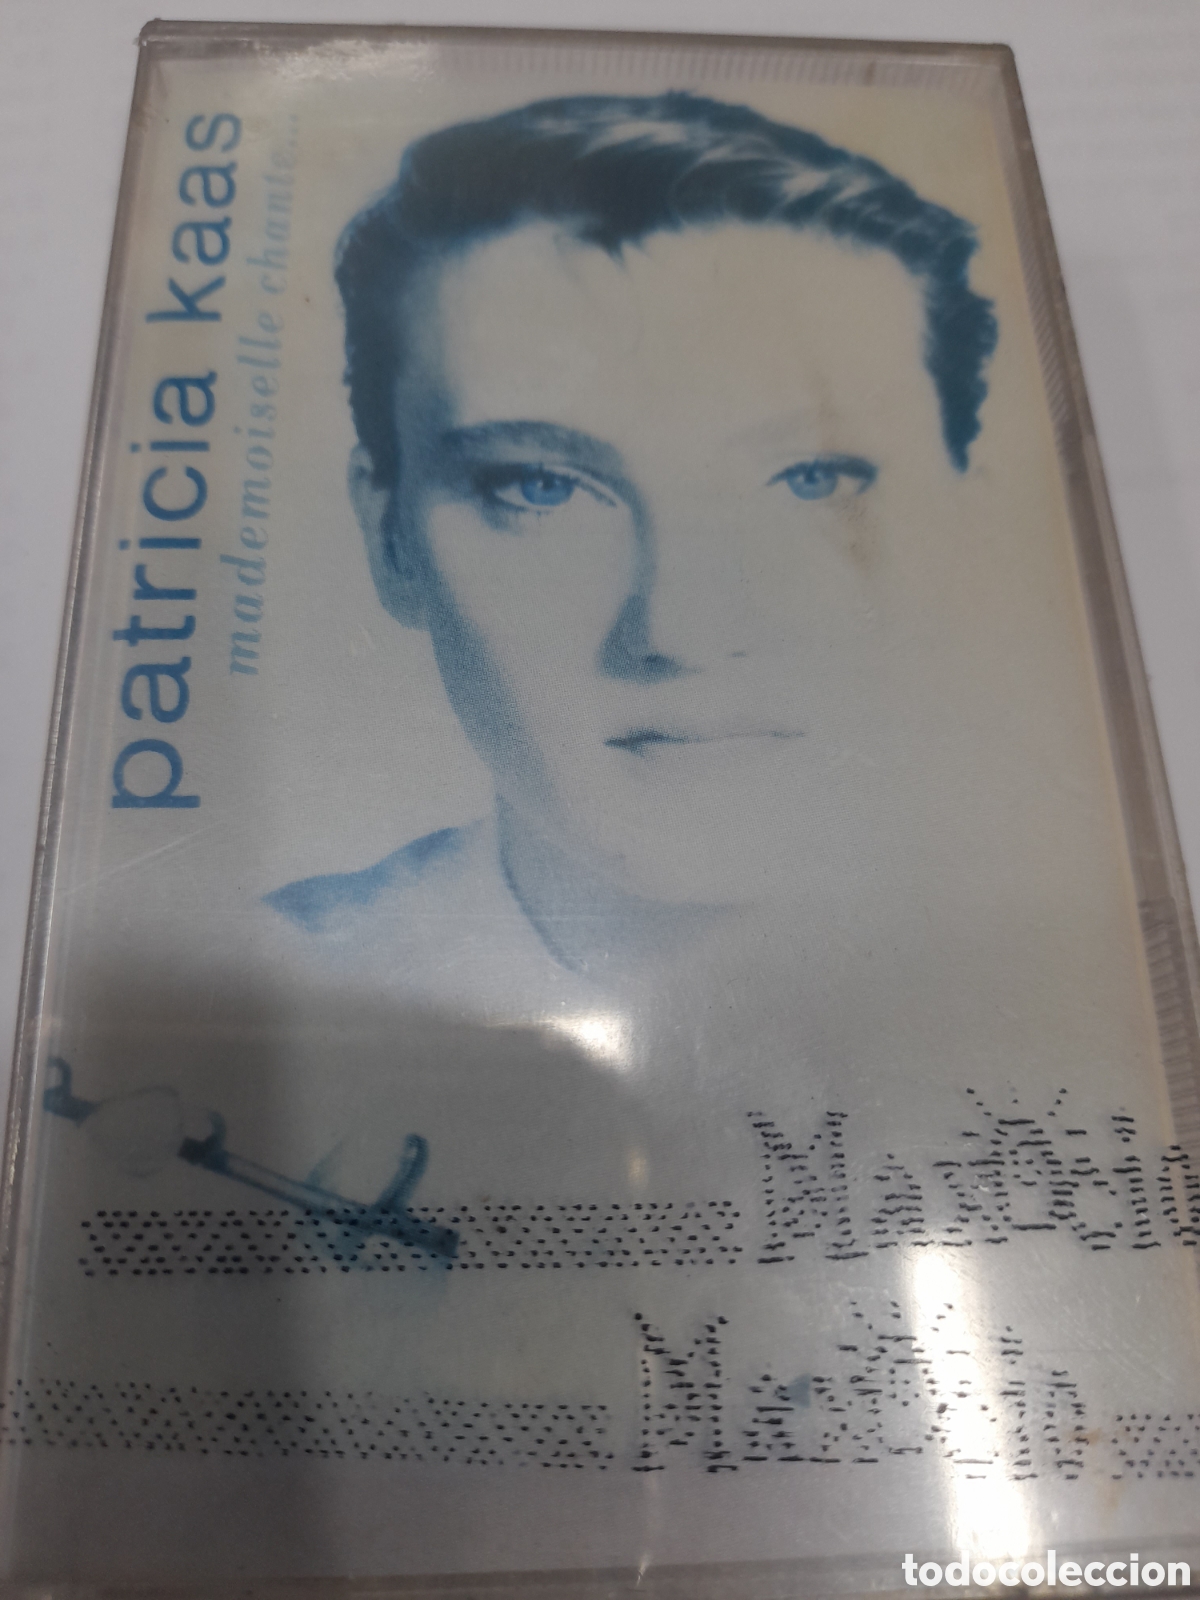 patricia kaas
mademoiselle chante...
todocoleccion